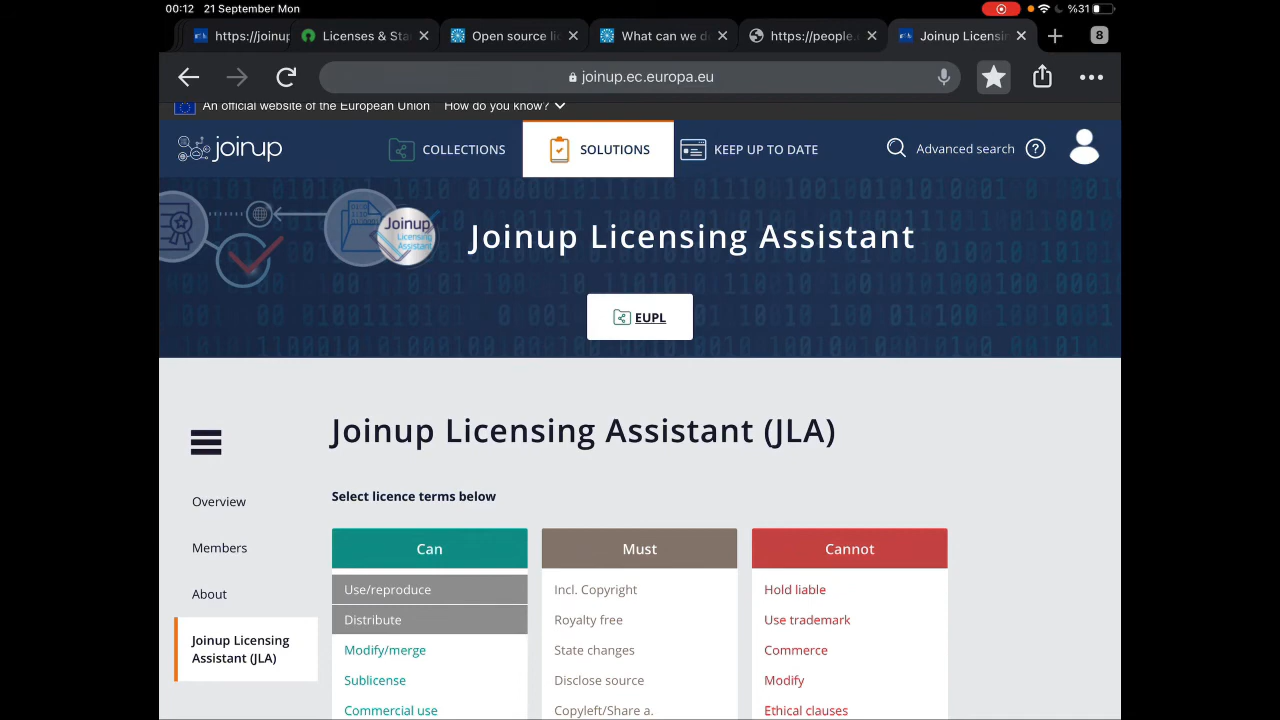 00:12 21 September Mon
%31
https://joinup
Licenses & Sta
Open source li
What can we d
https://people.
Joinup Licensin
8
joinup.ec.europa.eu
An official website of the European Union How do you know?
joinup
COLLECTIONS
SOLUTIONS
KEEP UP TO DATE
Advanced search
?
Joinup
Licensing
Assistant
Joinup Licensing Assistant
EUPL
Joinup Licensing Assistant (JLA)
Select licence terms below
Overview
Members
About
Joinup Licensing
Assistant (JLA)
Can
Use/reproduce
Distribute
Modify/merge
Sublicense
Commercial use
Must
Incl. Copyright
Royalty free
State changes
Disclose source
Copyleft/Share a.
Cannot
Hold liable
Use trademark
Commerce
Modify
Ethical clauses